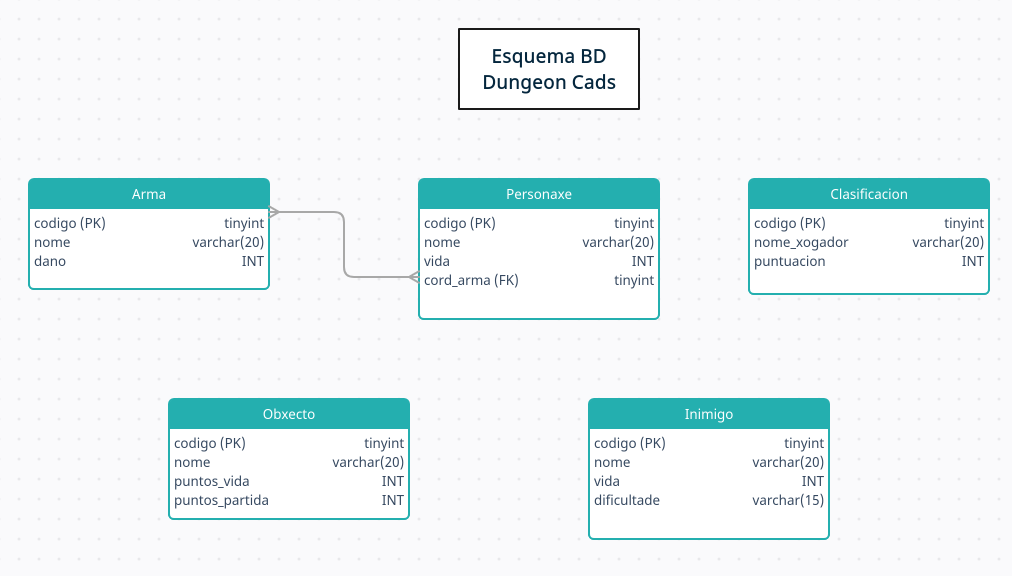 Esquema BD
Dungeon Cads
Arma
codigo (PK) tinyint
nome varchar(20)
dano INT
Personaxe
codigo (PK) tinyint
nome varchar(20)
vida INT
cord_arma (FK) tinyint
Clasificacion
codigo (PK) tinyint
nome_xogador varchar(20)
puntuacion INT
Obxecto
codigo (PK) tinyint
nome varchar(20)
puntos_vida INT
puntos_partida INT
Inimigo
codigo (PK) tinyint
nome varchar(20)
vida INT
dificultade varchar(15)